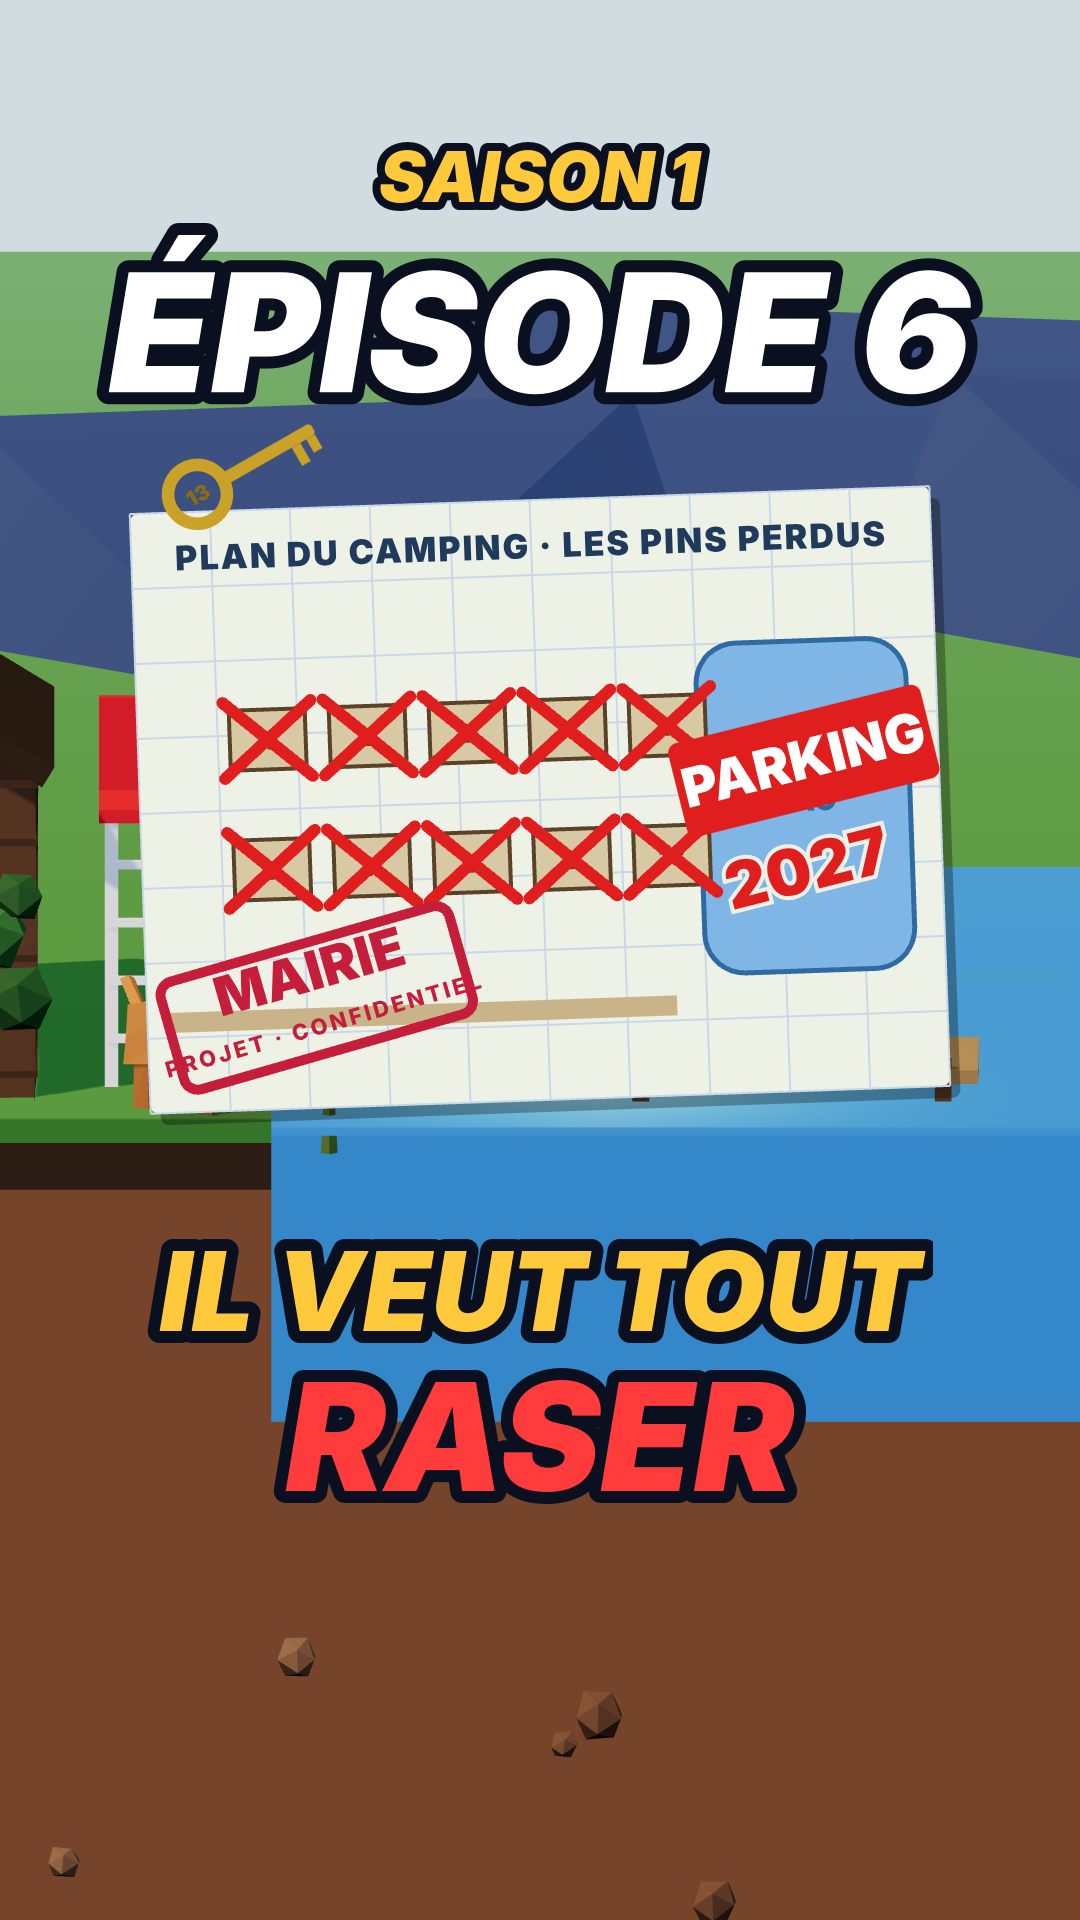 SAISON 1
ÉPISODE 6
13
PLAN DU CAMPING · LES PINS PERDUS
PARKING
2027
MAIRIE
PROJET · CONFIDENTIEL
IL VEUT TOUT
RASER